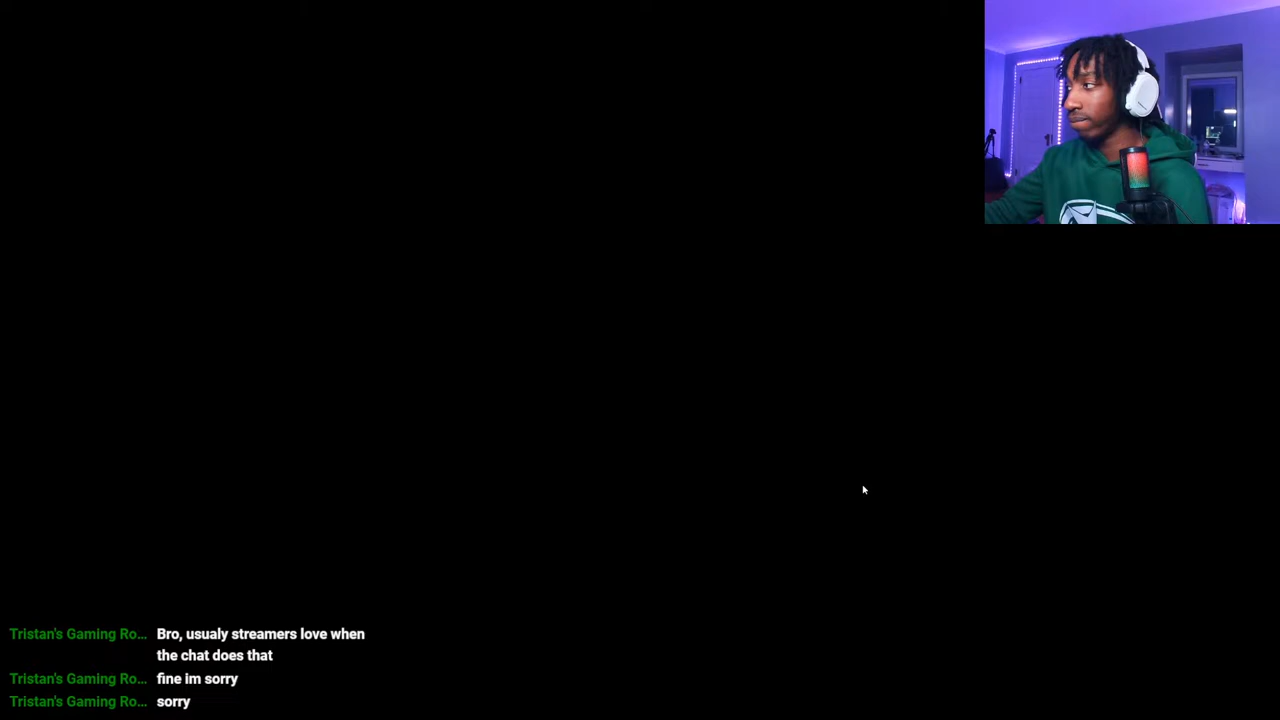 Tristan's Gaming Ro... Bro, usualy streamers love when
the chat does that
Tristan's Gaming Ro... fine im sorry
Tristan's Gaming Ro... sorry